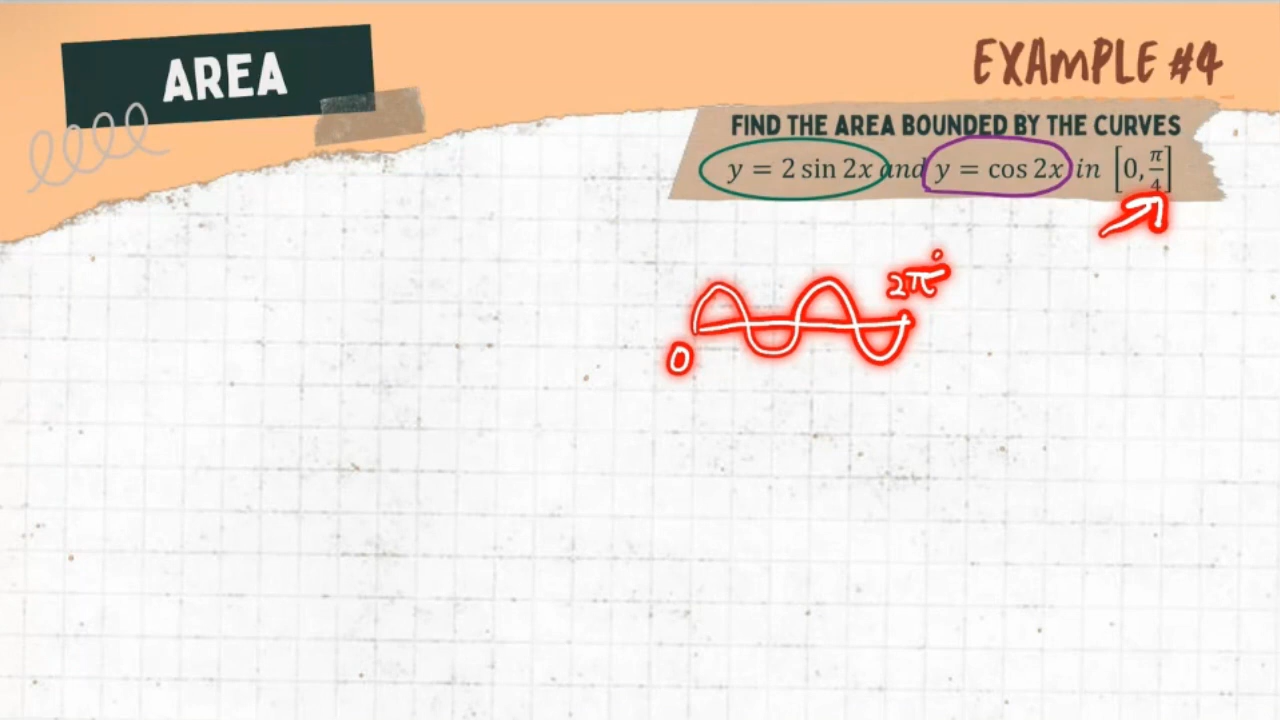 AREA
EXAMPLE #4
FIND THE AREA BOUNDED BY THE CURVES
y = 2 sin 2x and y = cos 2x in [0, π/4]
2π
0